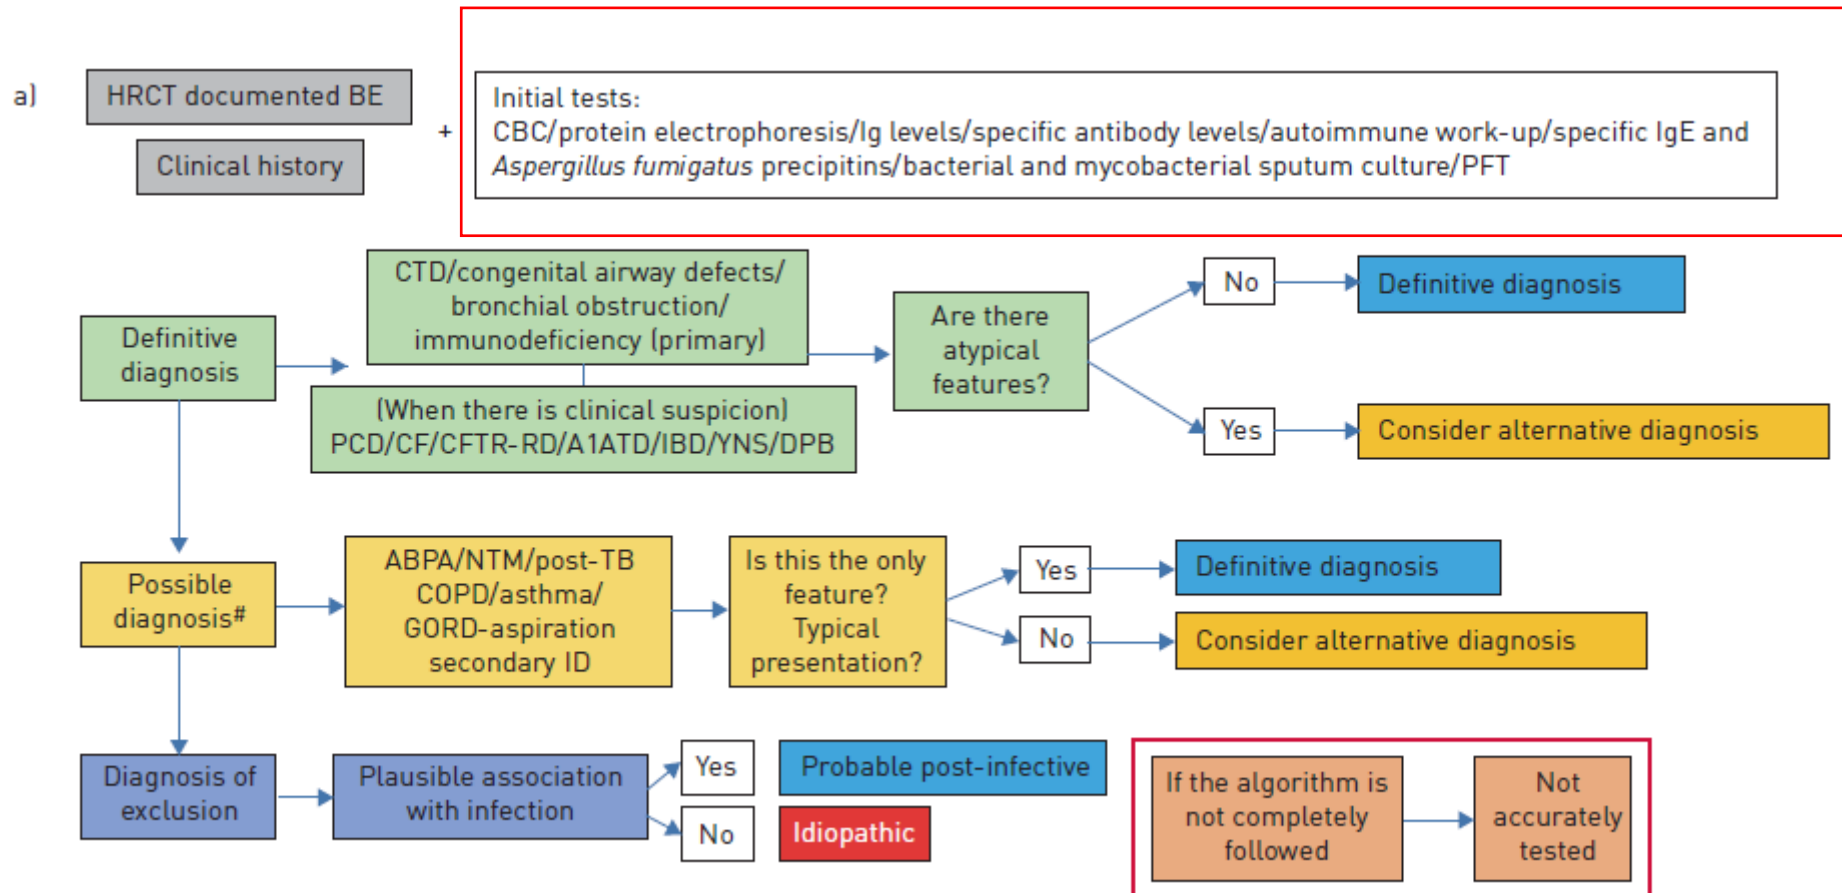 a)
HRCT documented BE
Clinical history
+
Initial tests:
CBC/protein electrophoresis/Ig levels/specific antibody levels/autoimmune work-up/specific IgE and
Aspergillus fumigatus precipitins/bacterial and mycobacterial sputum culture/PFT
Definitive
diagnosis
CTD/congenital airway defects/
bronchial obstruction/
immunodeficiency (primary)
(When there is clinical suspicion)
PCD/CF/CFTR-RD/A1ATD/IBD/YNS/DPB
Are there
atypical
features?
No
Definitive diagnosis
Yes
Consider alternative diagnosis
Possible
diagnosis#
ABPA/NTM/post-TB
COPD/asthma/
GORD-aspiration
secondary ID
Is this the only
feature?
Typical
presentation?
Yes
Definitive diagnosis
No
Consider alternative diagnosis
Diagnosis of
exclusion
Plausible association
with infection
Yes
Probable post-infective
No
Idiopathic
If the algorithm is
not completely
followed
Not
accurately
tested